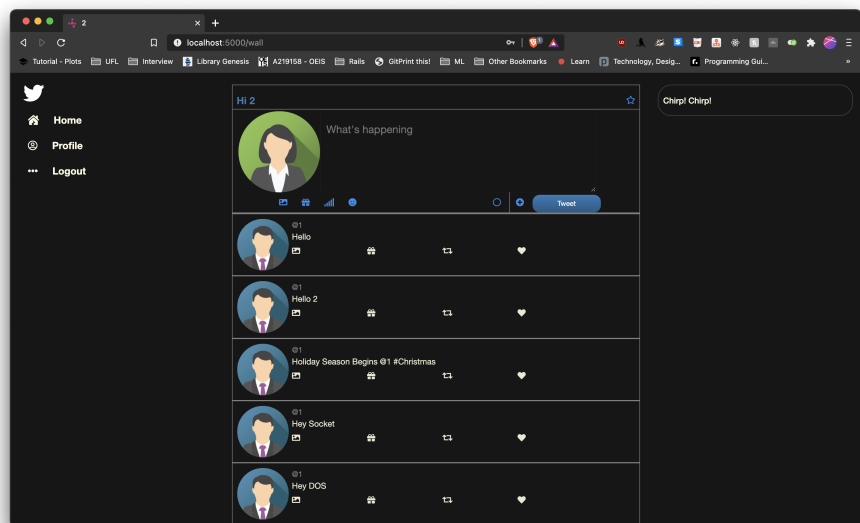 2
localhost:5000/wall
Tutorial - Plots
UFL
Interview
Library Genesis
A219158 - OEIS
Rails
GitPrint this!
ML
Other Bookmarks
Learn
Technology, Desig...
Programming Gui...
Home
Profile
Logout
Hi 2
What's happening
Tweet
Chirp! Chirp!
@1
Hello
@1
Hello 2
@1
Holiday Season Begins @1 #Christmas
@1
Hey Socket
@1
Hey DOS